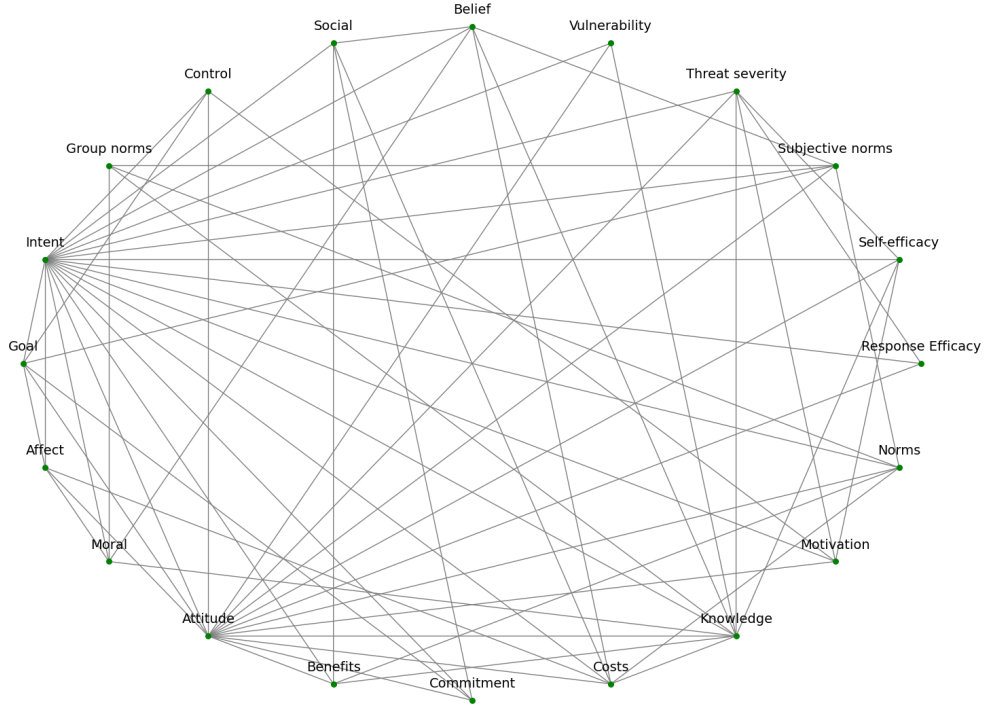 Belief
Social
Vulnerability
Control
Threat severity
Group norms
Subjective norms
Intent
Self-efficacy
Goal
Response Efficacy
Affect
Norms
Moral
Motivation
Attitude
Knowledge
Benefits
Costs
Commitment